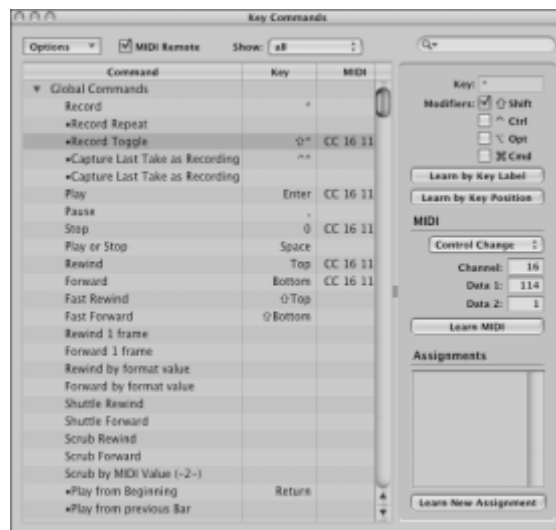 Key Commands
Options MIDI Remote Show: all
Command Key MIDI
Global Commands
Record *
•Record Repeat
•Record Toggle ⇧* CC 16 11
•Capture Last Take as Recording ^*
•Capture Last Take as Recording
Play Enter CC 16 11
Pause .
Stop 0 CC 16 11
Play or Stop Space
Rewind Top CC 16 11
Forward Bottom CC 16 11
Fast Rewind ⇧Top
Fast Forward ⇧Bottom
Rewind 1 frame
Forward 1 frame
Rewind by format value
Forward by format value
Shuttle Rewind
Shuttle Forward
Scrub Rewind
Scrub Forward
Scrub by MIDI Value (-2-)
•Play from Beginning Return
•Play from previous Bar
Key: *
Modifiers: ⇧ Shift
^ Ctrl
⌥ Opt
⌘ Cmd
Learn by Key Label
Learn by Key Position
MIDI
Control Change
Channel: 16
Data 1: 114
Data 2: 1
Learn MIDI
Assignments
Learn New Assignment